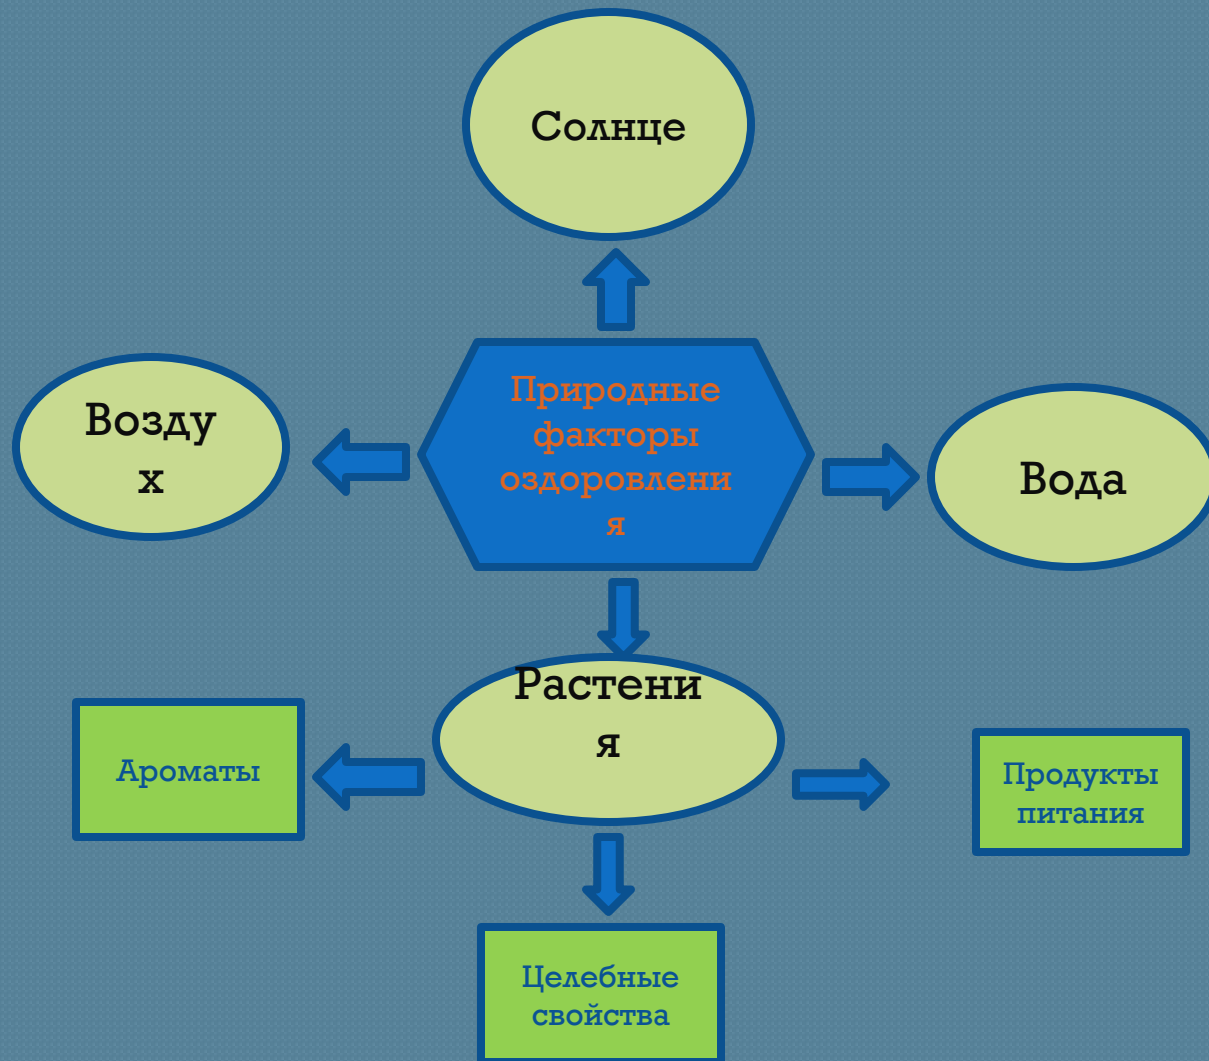 Солнце
Природные
факторы
оздоровлени
я
Возду
х
Вода
Растени
я
Ароматы
Продукты
питания
Целебные
свойства